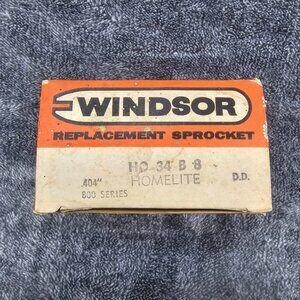 WINDSOR
REPLACEMENT SPROCKET
HO 34 B 8
.404" HOMELITE D.D.
800 SERIES